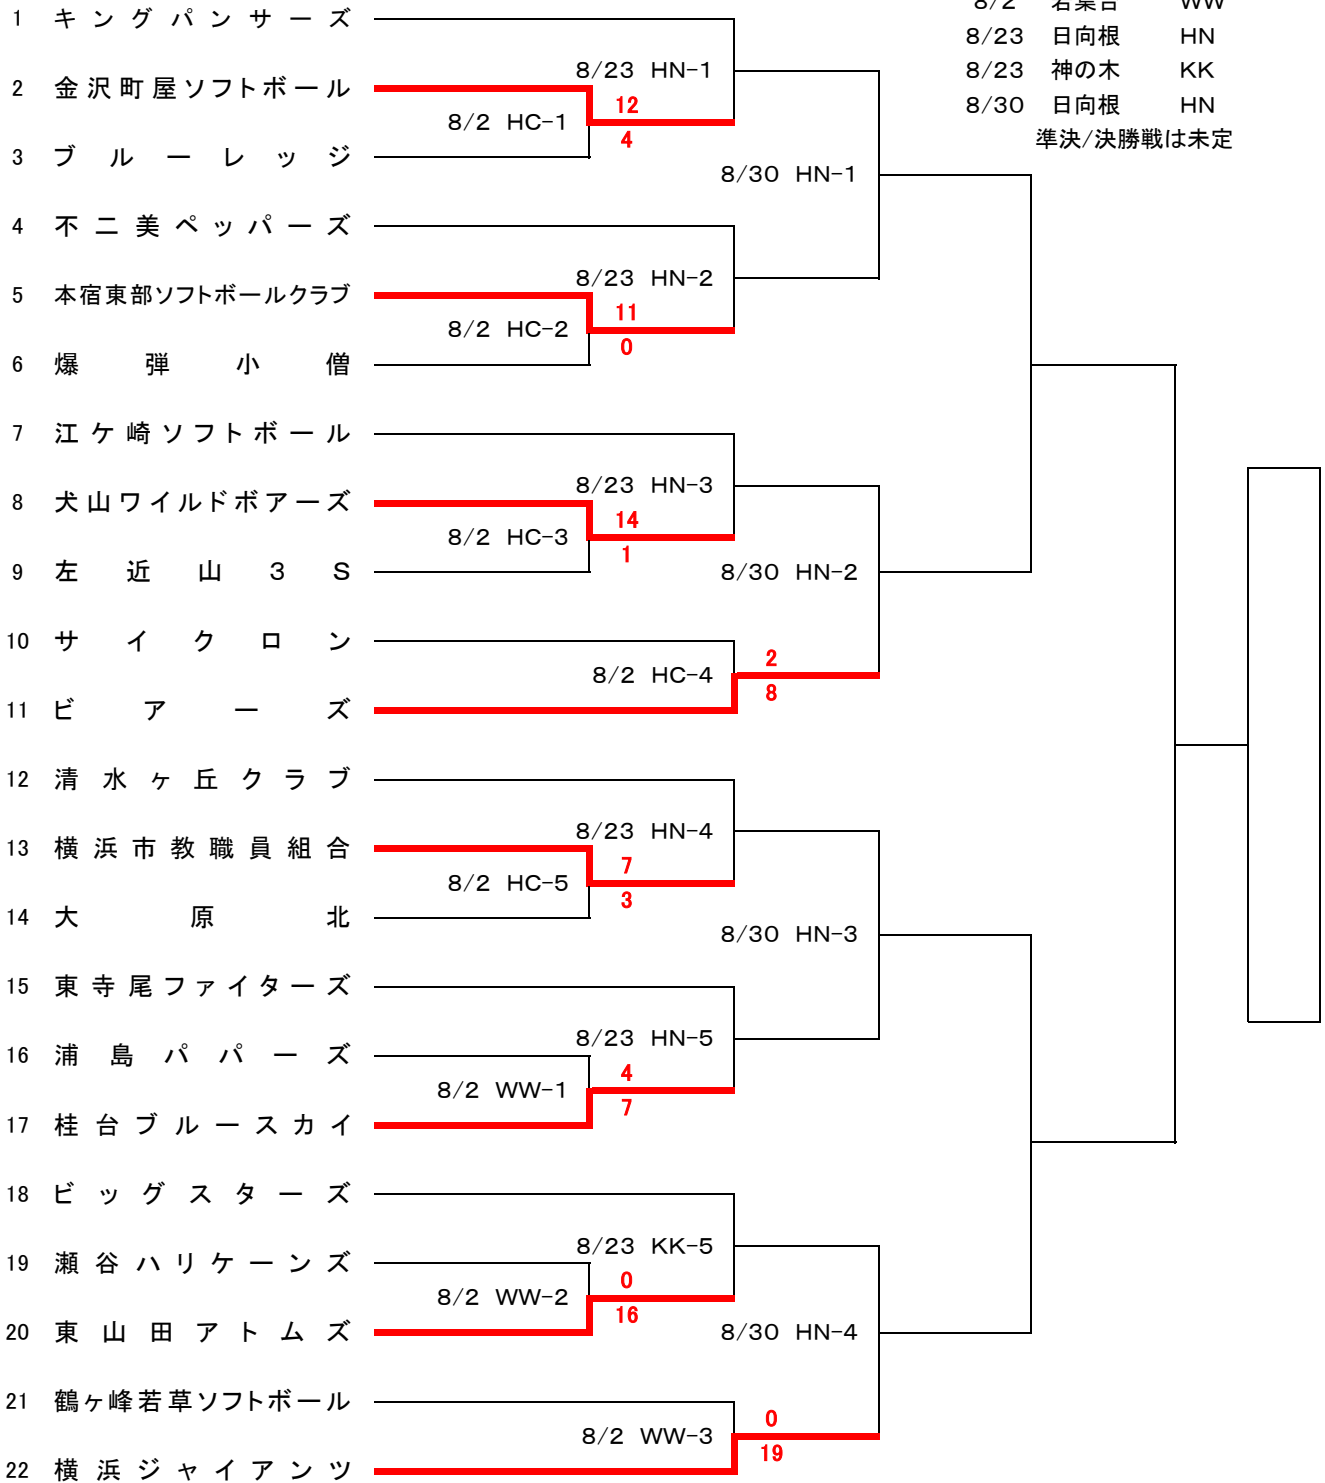 8/2 若葉台 WW
1 キングパンサーズ
8/23 日向根 HN
8/23 HN-1
8/23 神の木 KK
2 金沢町屋ソフトボール
12
8/30 日向根 HN
8/2 HC-1
4
準決/決勝戦は未定
3 ブルーレッジ
8/30 HN-1
4 不二美ペッパーズ
8/23 HN-2
5 本宿東部ソフトボールクラブ
11
8/2 HC-2
0
6 爆弾小僧
7 江ケ崎ソフトボール
8/23 HN-3
8 犬山ワイルドボアーズ
14
8/2 HC-3
1
9 左近山3S
8/30 HN-2
10 サイクロン
2
8/2 HC-4
8
11 ビアーズ
12 清水ヶ丘クラブ
8/23 HN-4
13 横浜市教職員組合
7
8/2 HC-5
3
14 大原北
8/30 HN-3
15 東寺尾ファイターズ
8/23 HN-5
16 浦島パパーズ
4
8/2 WW-1
7
17 桂台ブルースカイ
18 ビッグスターズ
8/23 KK-5
19 瀬谷ハリケーンズ
0
8/2 WW-2
16
20 東山田アトムズ
8/30 HN-4
21 鶴ヶ峰若草ソフトボール
0
8/2 WW-3
19
22 横浜ジャイアンツ